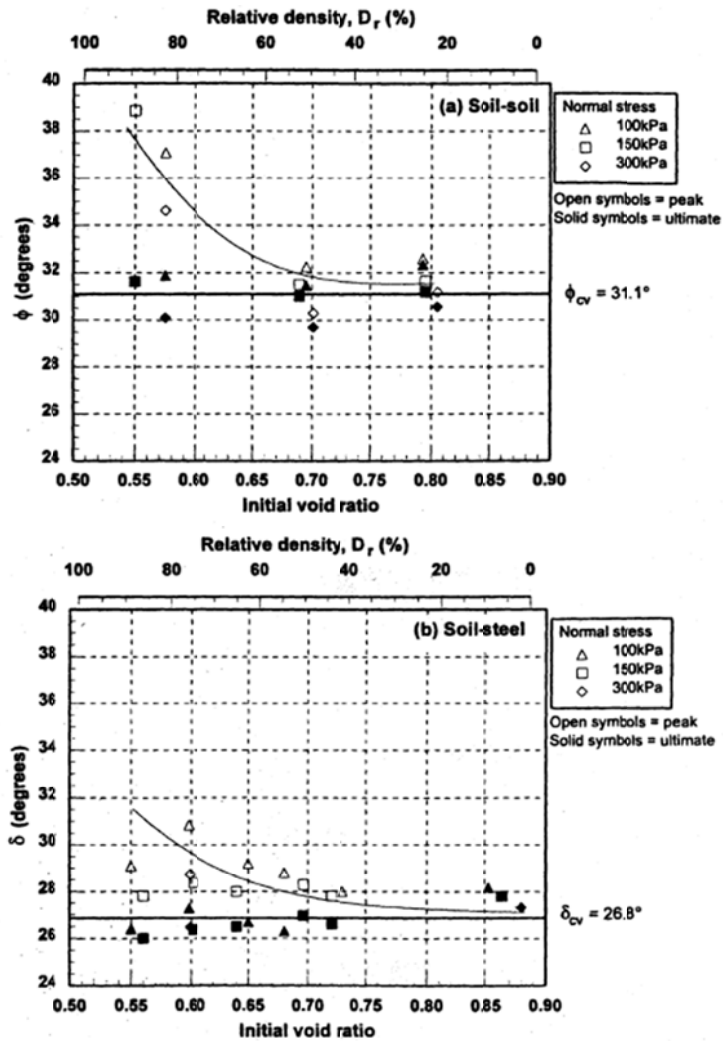 Relative density, Dr (%)
100 80 60 40 20 0
40
38
36
34
32
30
28
26
24
ϕ (degrees)
(a) Soil-soil
Normal stress
100kPa
150kPa
300kPa
Open symbols = peak
Solid symbols = ultimate
ϕcv = 31.1°
0.50 0.55 0.60 0.65 0.70 0.75 0.80 0.85 0.90
Initial void ratio
Relative density, Dr (%)
100 80 60 40 20 0
40
38
36
34
32
30
28
26
24
δ (degrees)
(b) Soil-steel
Normal stress
100kPa
150kPa
300kPa
Open symbols = peak
Solid symbols = ultimate
δcv = 26.8°
0.50 0.55 0.60 0.65 0.70 0.75 0.80 0.85 0.90
Initial void ratio